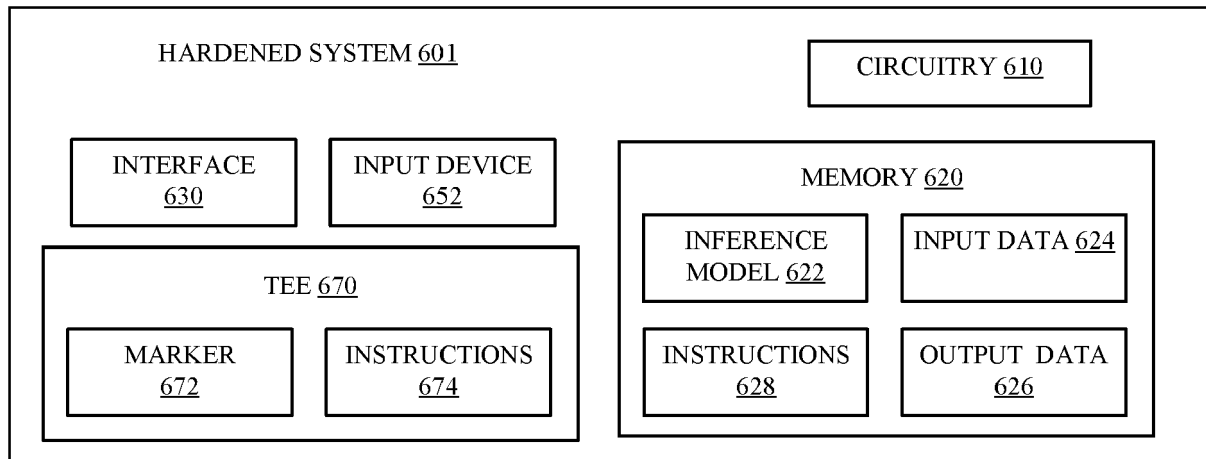 HARDENED SYSTEM 601
CIRCUITRY 610
INTERFACE
630
INPUT DEVICE
652
MEMORY 620
INFERENCE
MODEL 622
INPUT DATA 624
TEE 670
MARKER
672
INSTRUCTIONS
674
INSTRUCTIONS
628
OUTPUT DATA
626